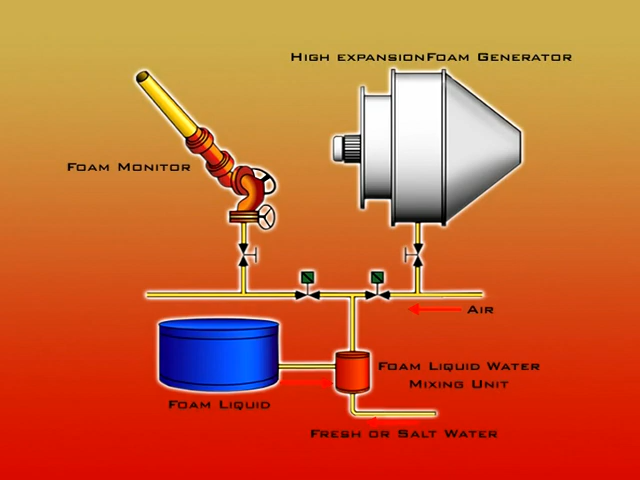 High expansionFoam Generator
Foam Monitor
Air
Foam Liquid Water
Mixing Unit
Foam Liquid
Fresh or Salt Water